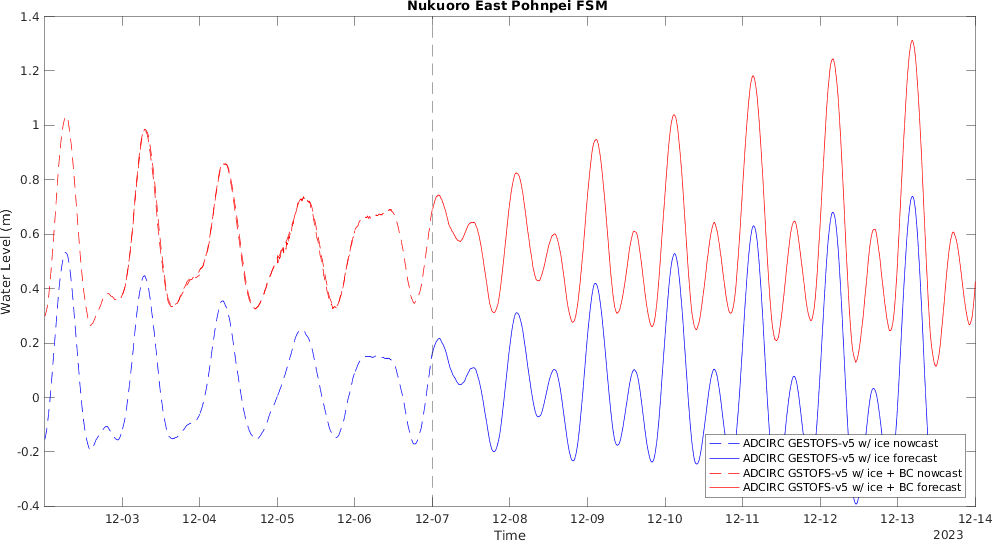 Nukuoro East Pohnpei FSM
1.4
1.2
1
0.8
0.6
0.4
0.2
0
-0.2
-0.4
Water Level (m)
ADCIRC GESTOFS-v5 w/ ice nowcast
ADCIRC GESTOFS-v5 w/ ice forecast
ADCIRC GSTOFS-v5 w/ ice + BC nowcast
ADCIRC GSTOFS-v5 w/ ice + BC forecast
12-03 12-04 12-05 12-06 12-07 12-08 12-09 12-10 12-11 12-12 12-13 12-14
Time
2023